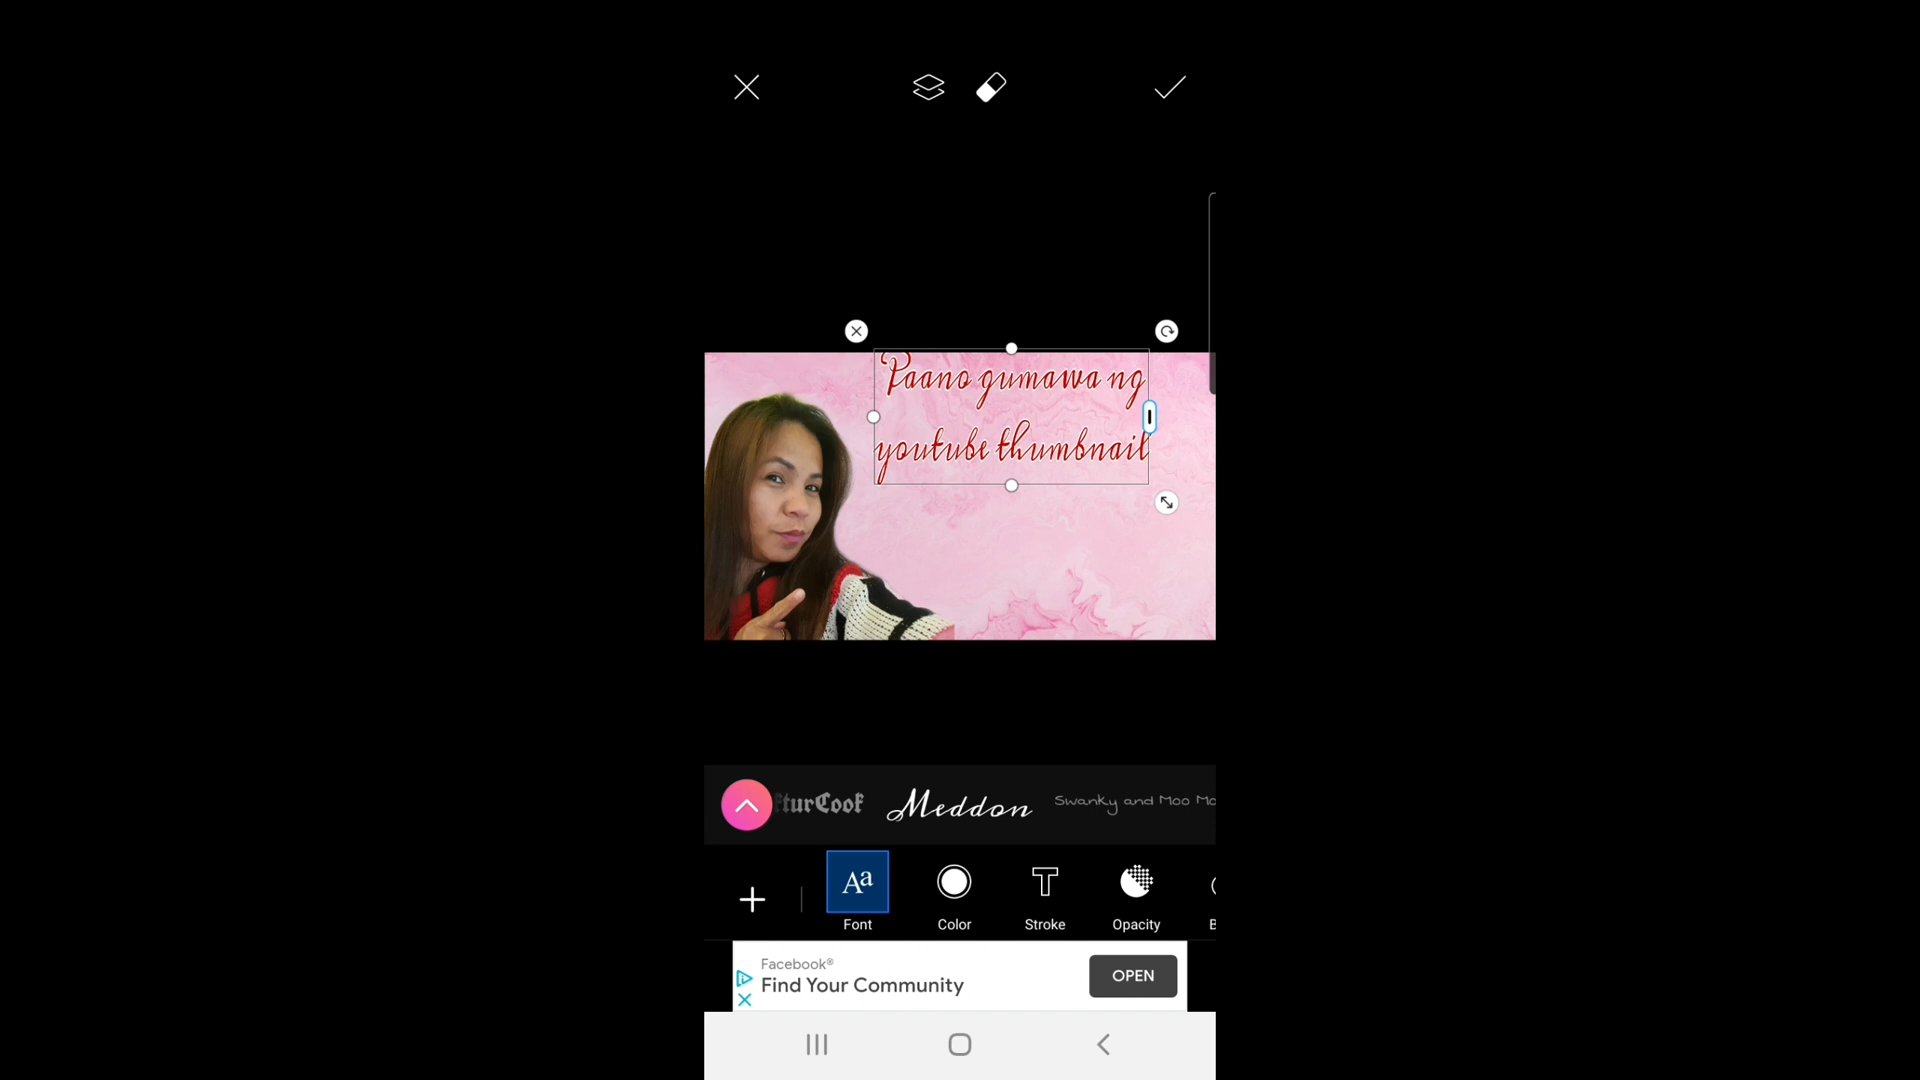 Paano gumawa ng
youtube thumbnail
Meddon
Swanky and Moo Mo
Aa
Font
Color
Stroke
Opacity
Facebook®
Find Your Community
OPEN